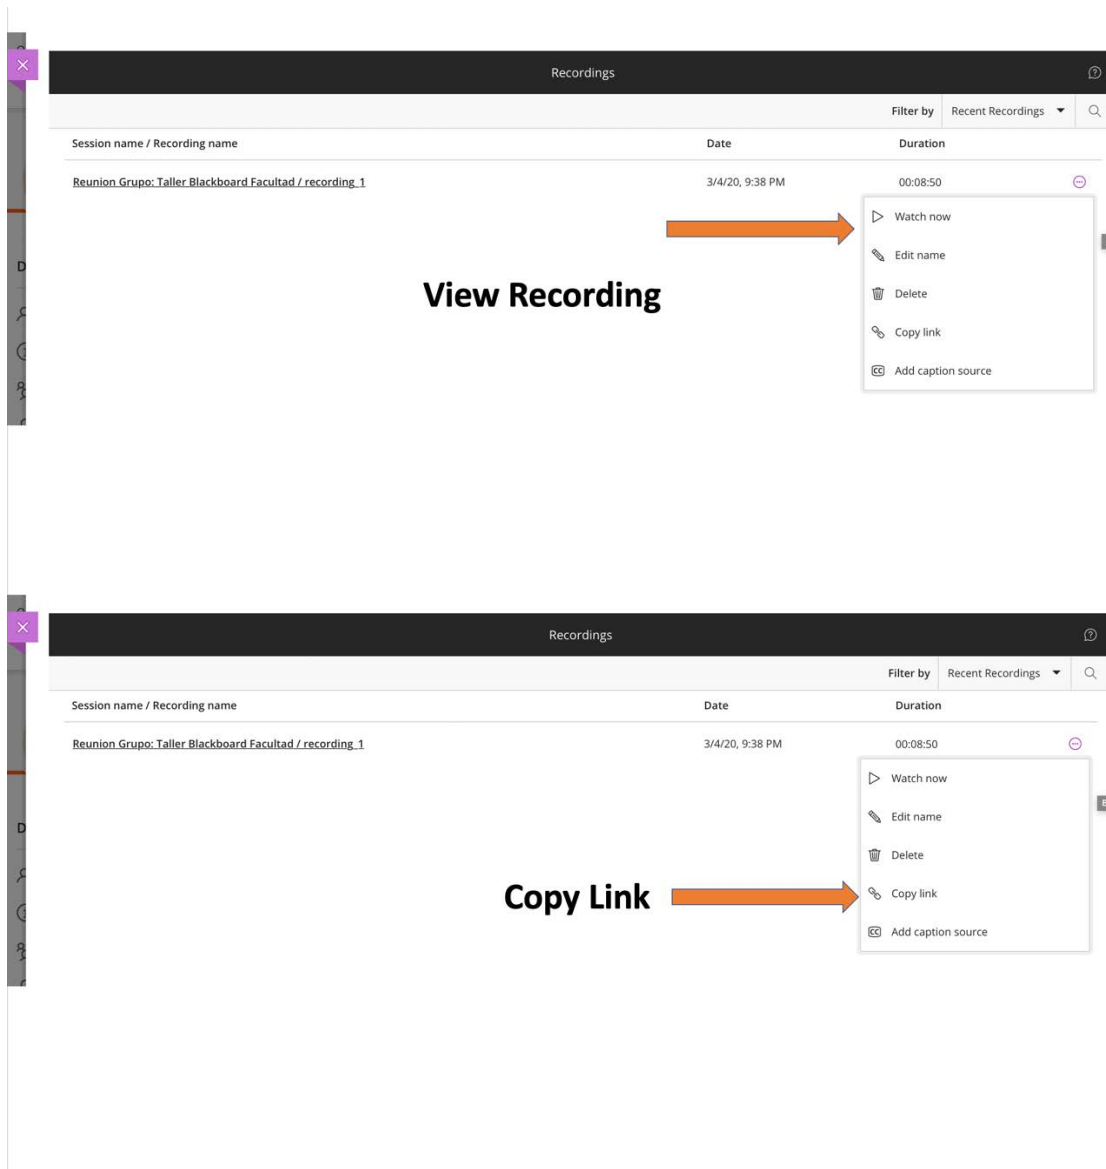 Recordings
Filter by Recent Recordings
Session name / Recording name Date Duration
Reunion Grupo: Taller Blackboard Facultad / recording_1 3/4/20, 9:38 PM 00:08:50
Watch now
Edit name
View Recording
Delete
Copy link
CC Add caption source
D
Recordings
Filter by Recent Recordings
Session name / Recording name Date Duration
Reunion Grupo: Taller Blackboard Facultad / recording_1 3/4/20, 9:38 PM 00:08:50
Watch now
Edit name
D
Delete
Copy Link
Copy link
CC Add caption source